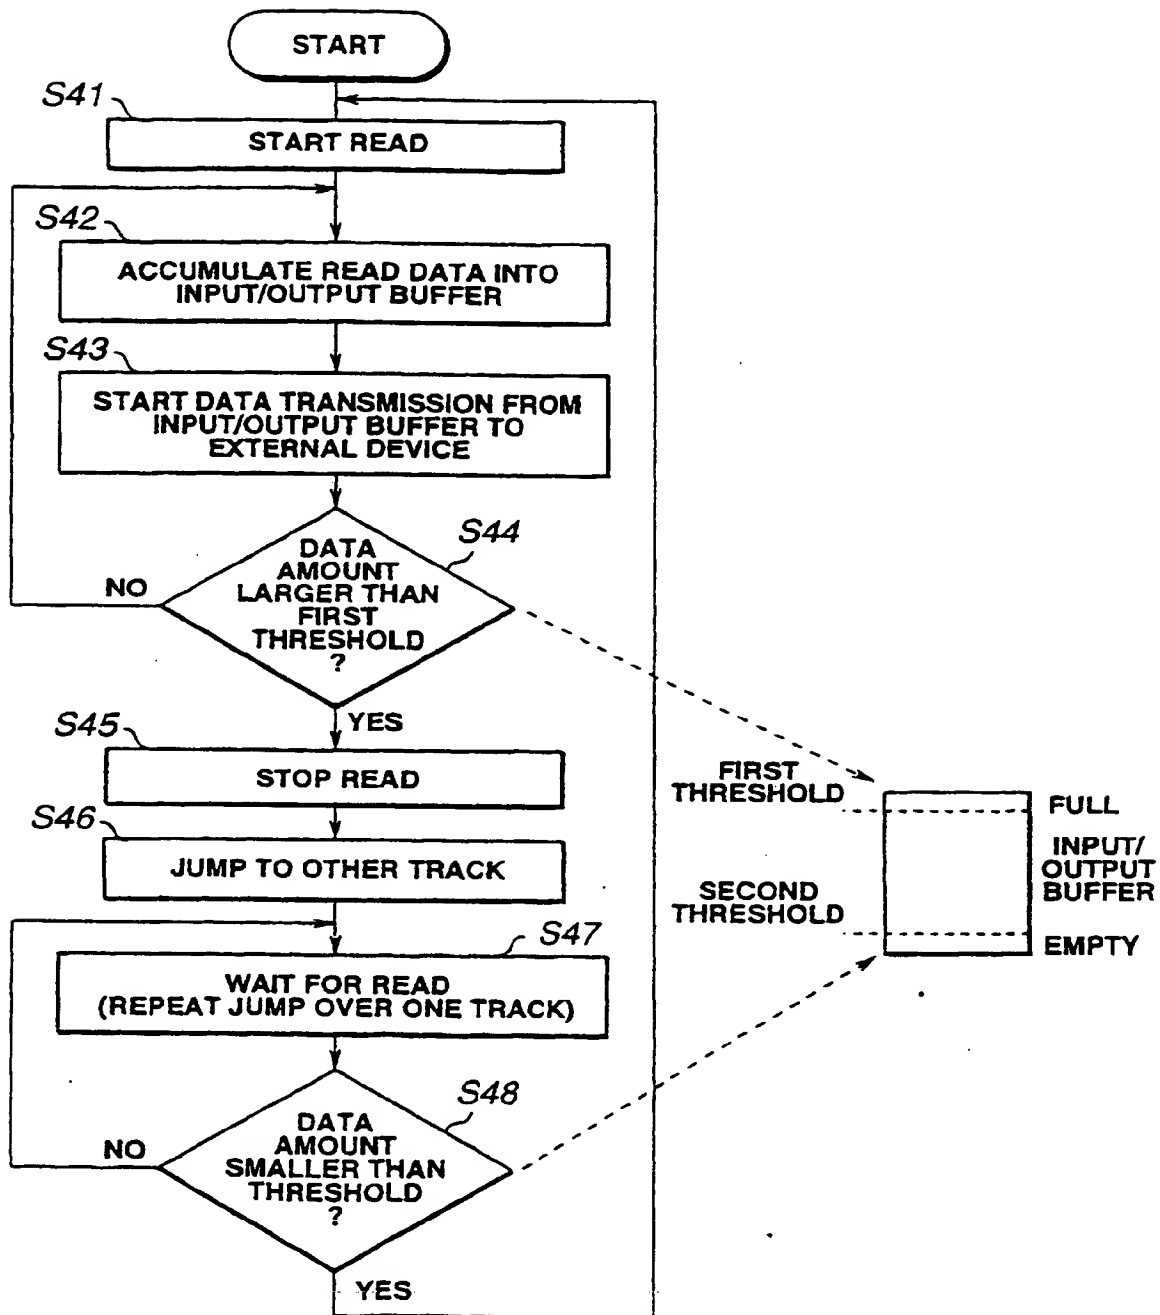 START
S41
START READ
S42
ACCUMULATE READ DATA INTO
INPUT/OUTPUT BUFFER
S43
START DATA TRANSMISSION FROM
INPUT/OUTPUT BUFFER TO
EXTERNAL DEVICE
S44
DATA
AMOUNT
LARGER THAN
FIRST
THRESHOLD
?
NO
YES
S45
STOP READ
S46
JUMP TO OTHER TRACK
S47
WAIT FOR READ
(REPEAT JUMP OVER ONE TRACK)
S48
DATA
AMOUNT
SMALLER THAN
THRESHOLD
?
NO
YES
FIRST
THRESHOLD
FULL
INPUT/
OUTPUT
BUFFER
SECOND
THRESHOLD
EMPTY